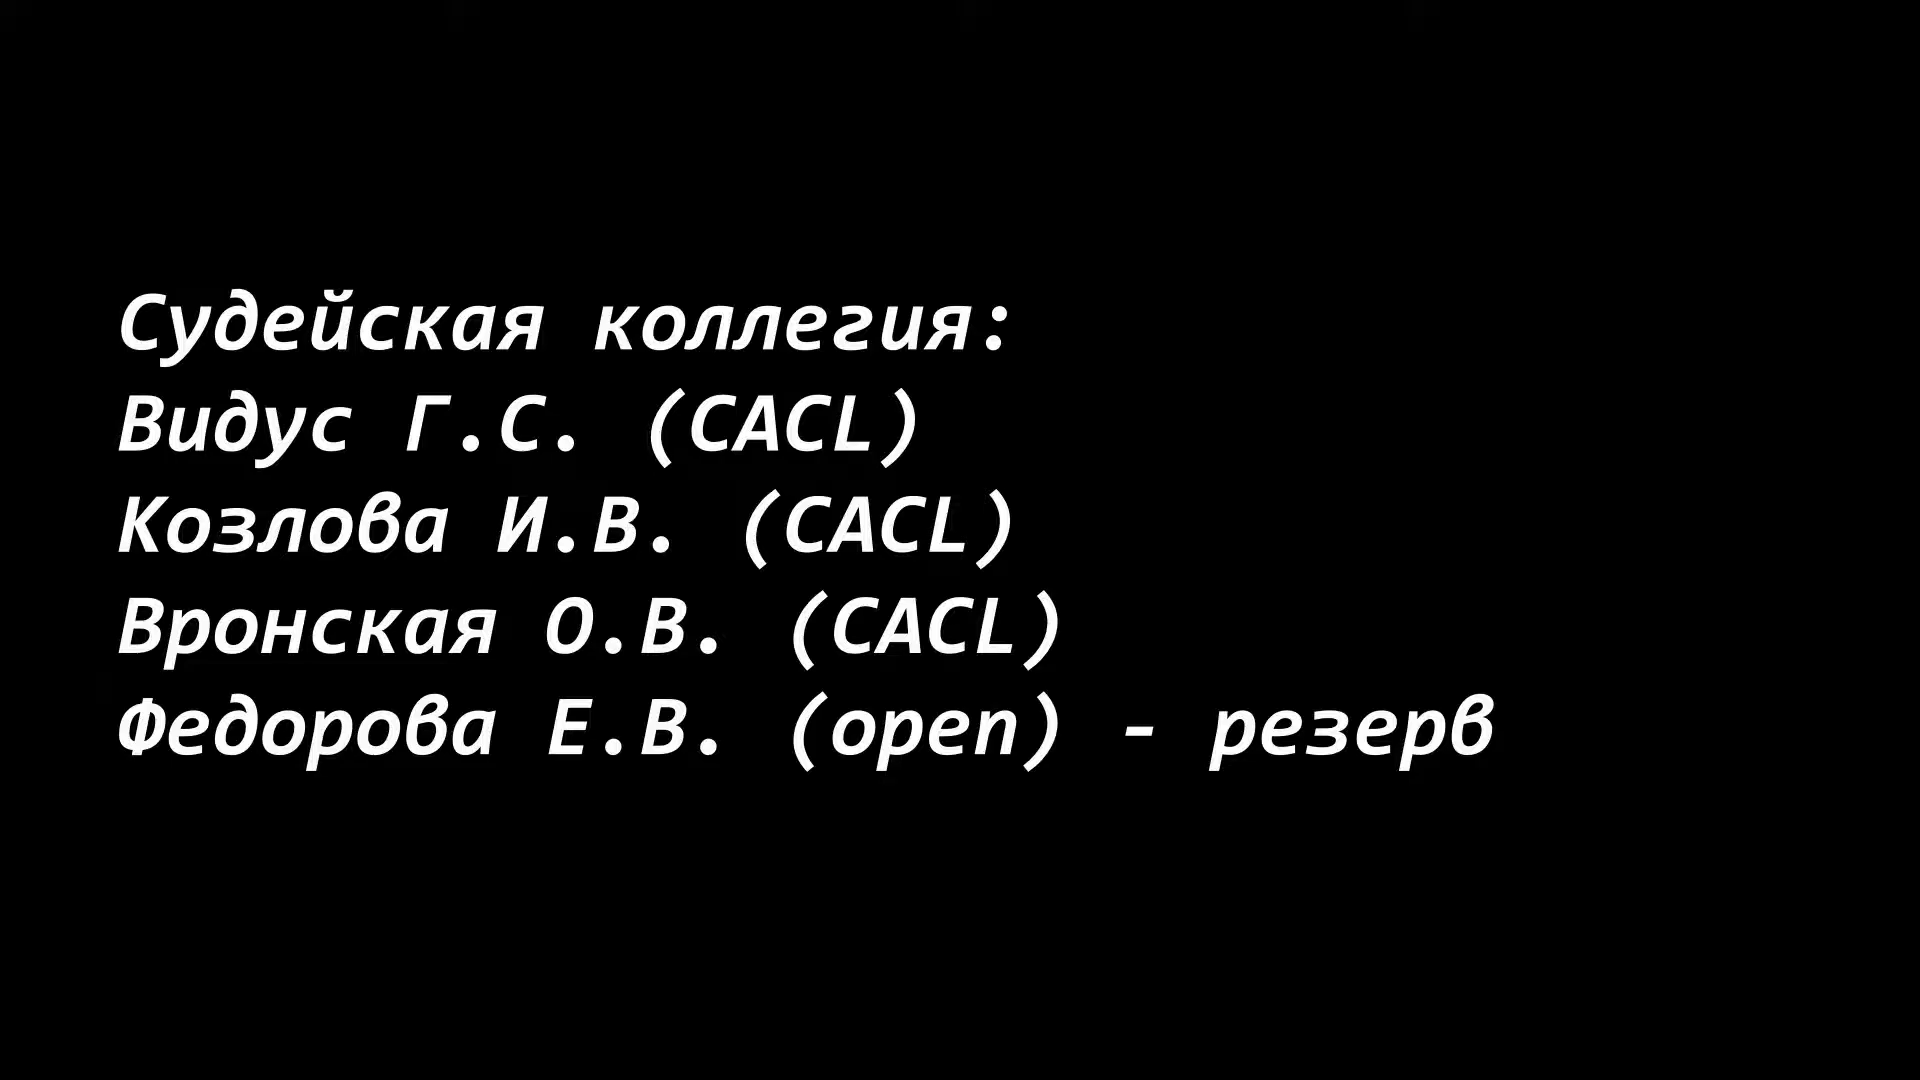 Судейская коллегия:
Видус Г.С. (CACL)
Козлова И.В. (CACL)
Вронская О.В. (CACL)
Федорова Е.В. (open) - резерв